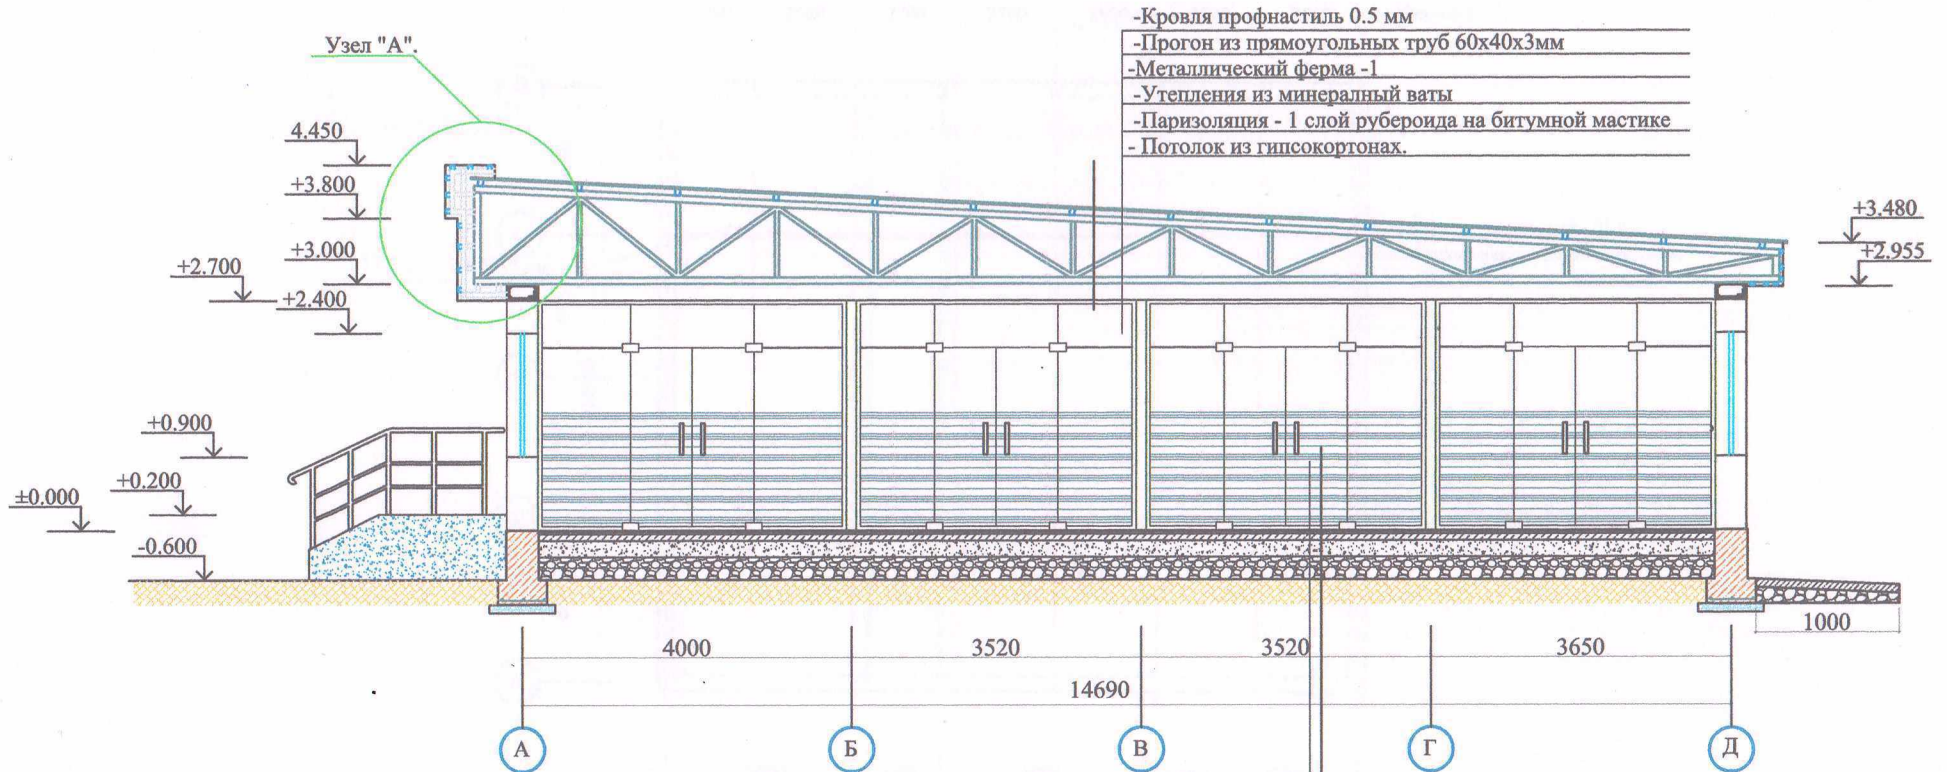 -Кровля профнастиль 0.5 мм
-Прогон из прямоугольных труб 60х40х3мм
-Металлический ферма -1
-Утепления из минералный ваты
-Паризоляция - 1 слой рубероида на битумной мастике
- Потолок из гипсокортонах.
Узел "А".
4.450
+3.800
+3.000
+2.700
+2.400
+3.480
+2.955
+0.900
+0.200
±0.000
-0.600
1000
4000
3520
3520
3650
14690
А
Б
В
Г
Д